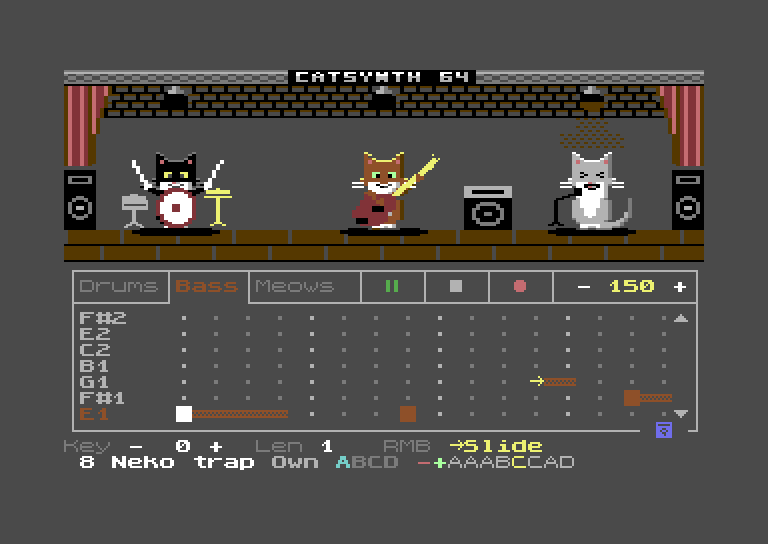 CATSYNTH 64
Drums Bass Meows - 150 +
F#2
E2
C2
B1
G1
F#1
E1
Key - 0 + Len 1 RMB →Slide
8 Neko trap Own ABCD -+AAABCCAD